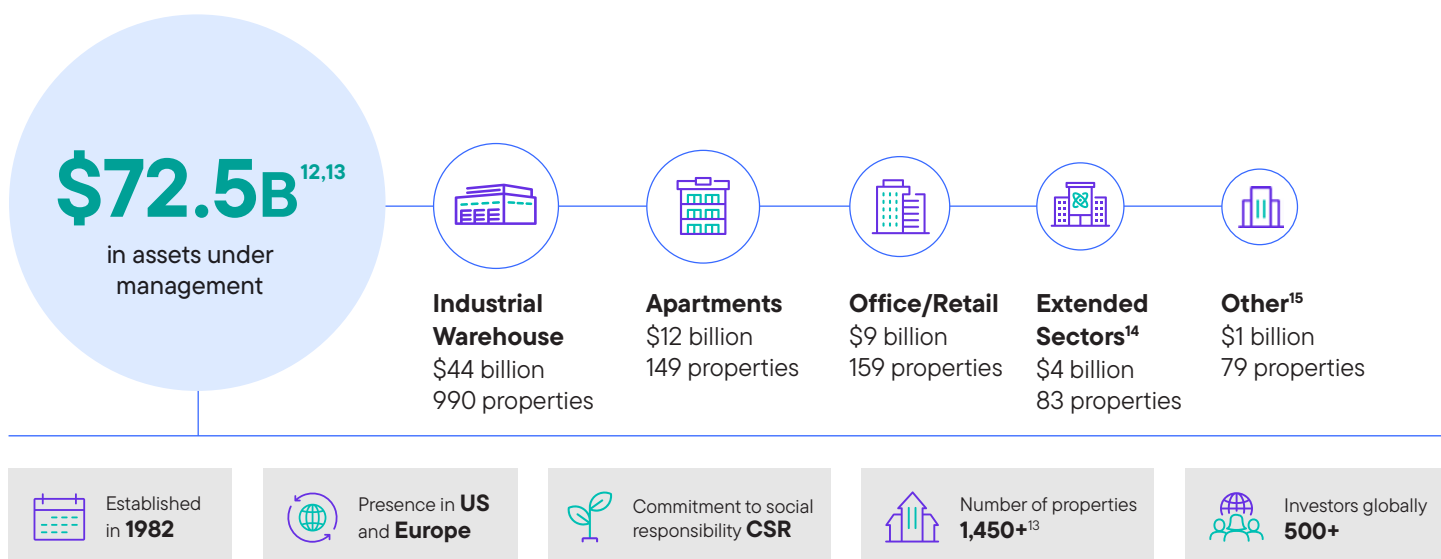 $72.5B12,13
in assets under
management
Industrial
Warehouse
$44 billion
990 properties
Apartments
$12 billion
149 properties
Office/Retail
$9 billion
159 properties
Extended
Sectors14
$4 billion
83 properties
Other15
$1 billion
79 properties
Established
in 1982
Presence in US
and Europe
Commitment to social
responsibility CSR
Number of properties
1,450+13
Investors globally
500+